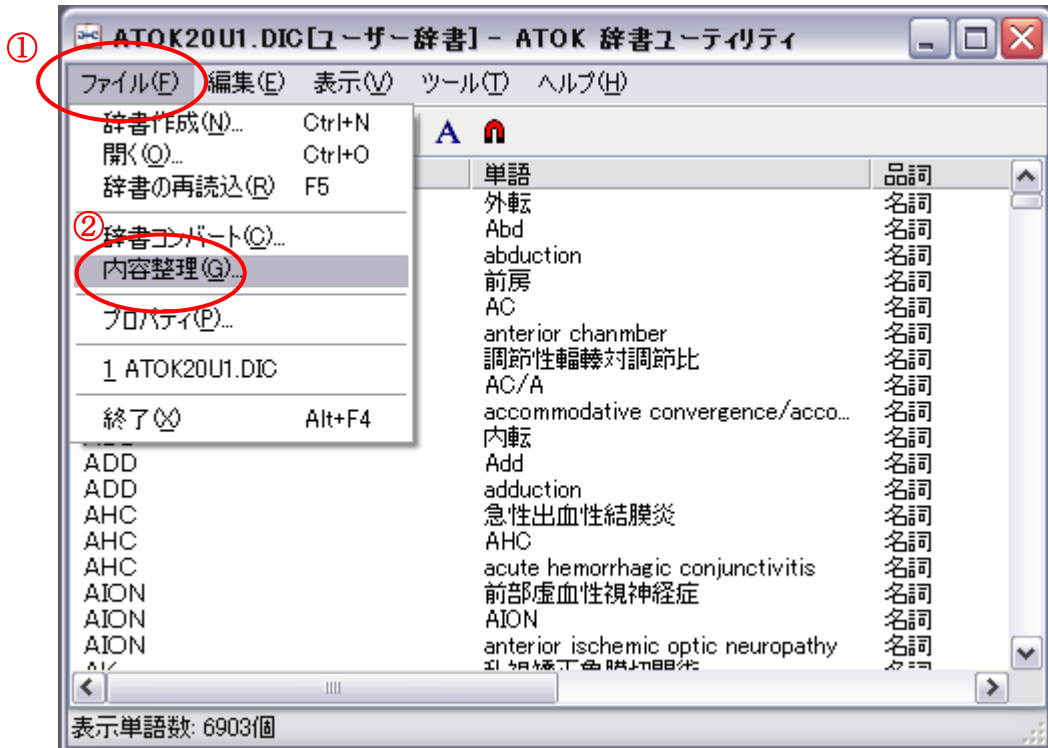 ①
ATOK20U1.DIC[ユーザー辞書] - ATOK 辞書ユーティリティ
ファイル(F) 編集(E) 表示(V) ツール(T) ヘルプ(H)
辞書作成(N)... Ctrl+N
開く(O)... Ctrl+O
辞書の再読込(R) F5
②
辞書コンバート(C)...
内容整理(G)...
プロパティ(P)...
1 ATOK20U1.DIC
終了(X) Alt+F4
A
単語 品詞
外転 名詞
Abd 名詞
abduction 名詞
前房 名詞
AC 名詞
anterior chanmber 名詞
調節性輻輳対調節比 名詞
AC/A 名詞
accommodative convergence/acco... 名詞
内転 名詞
ADD Add 名詞
ADD adduction 名詞
AHC 急性出血性結膜炎 名詞
AHC AHC 名詞
AHC acute hemorrhagic conjunctivitis 名詞
AION 前部虚血性視神経症 名詞
AION AION 名詞
AION anterior ischemic optic neuropathy 名詞
表示単語数: 6903個